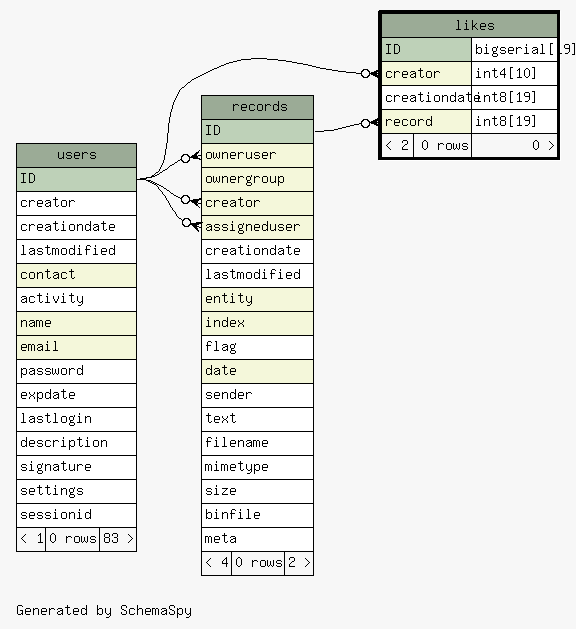 likes
ID bigserial[19]
creator int4[10]
creationdate int8[19]
record int8[19]
< 2 0 rows 0 >
records
ID
owneruser
ownergroup
creator
assigneduser
creationdate
lastmodified
entity
index
flag
date
sender
text
filename
mimetype
size
binfile
meta
< 4 0 rows 2 >
users
ID
creator
creationdate
lastmodified
contact
activity
name
email
password
expdate
lastlogin
description
signature
settings
sessionid
< 1 0 rows 83 >
Generated by SchemaSpy